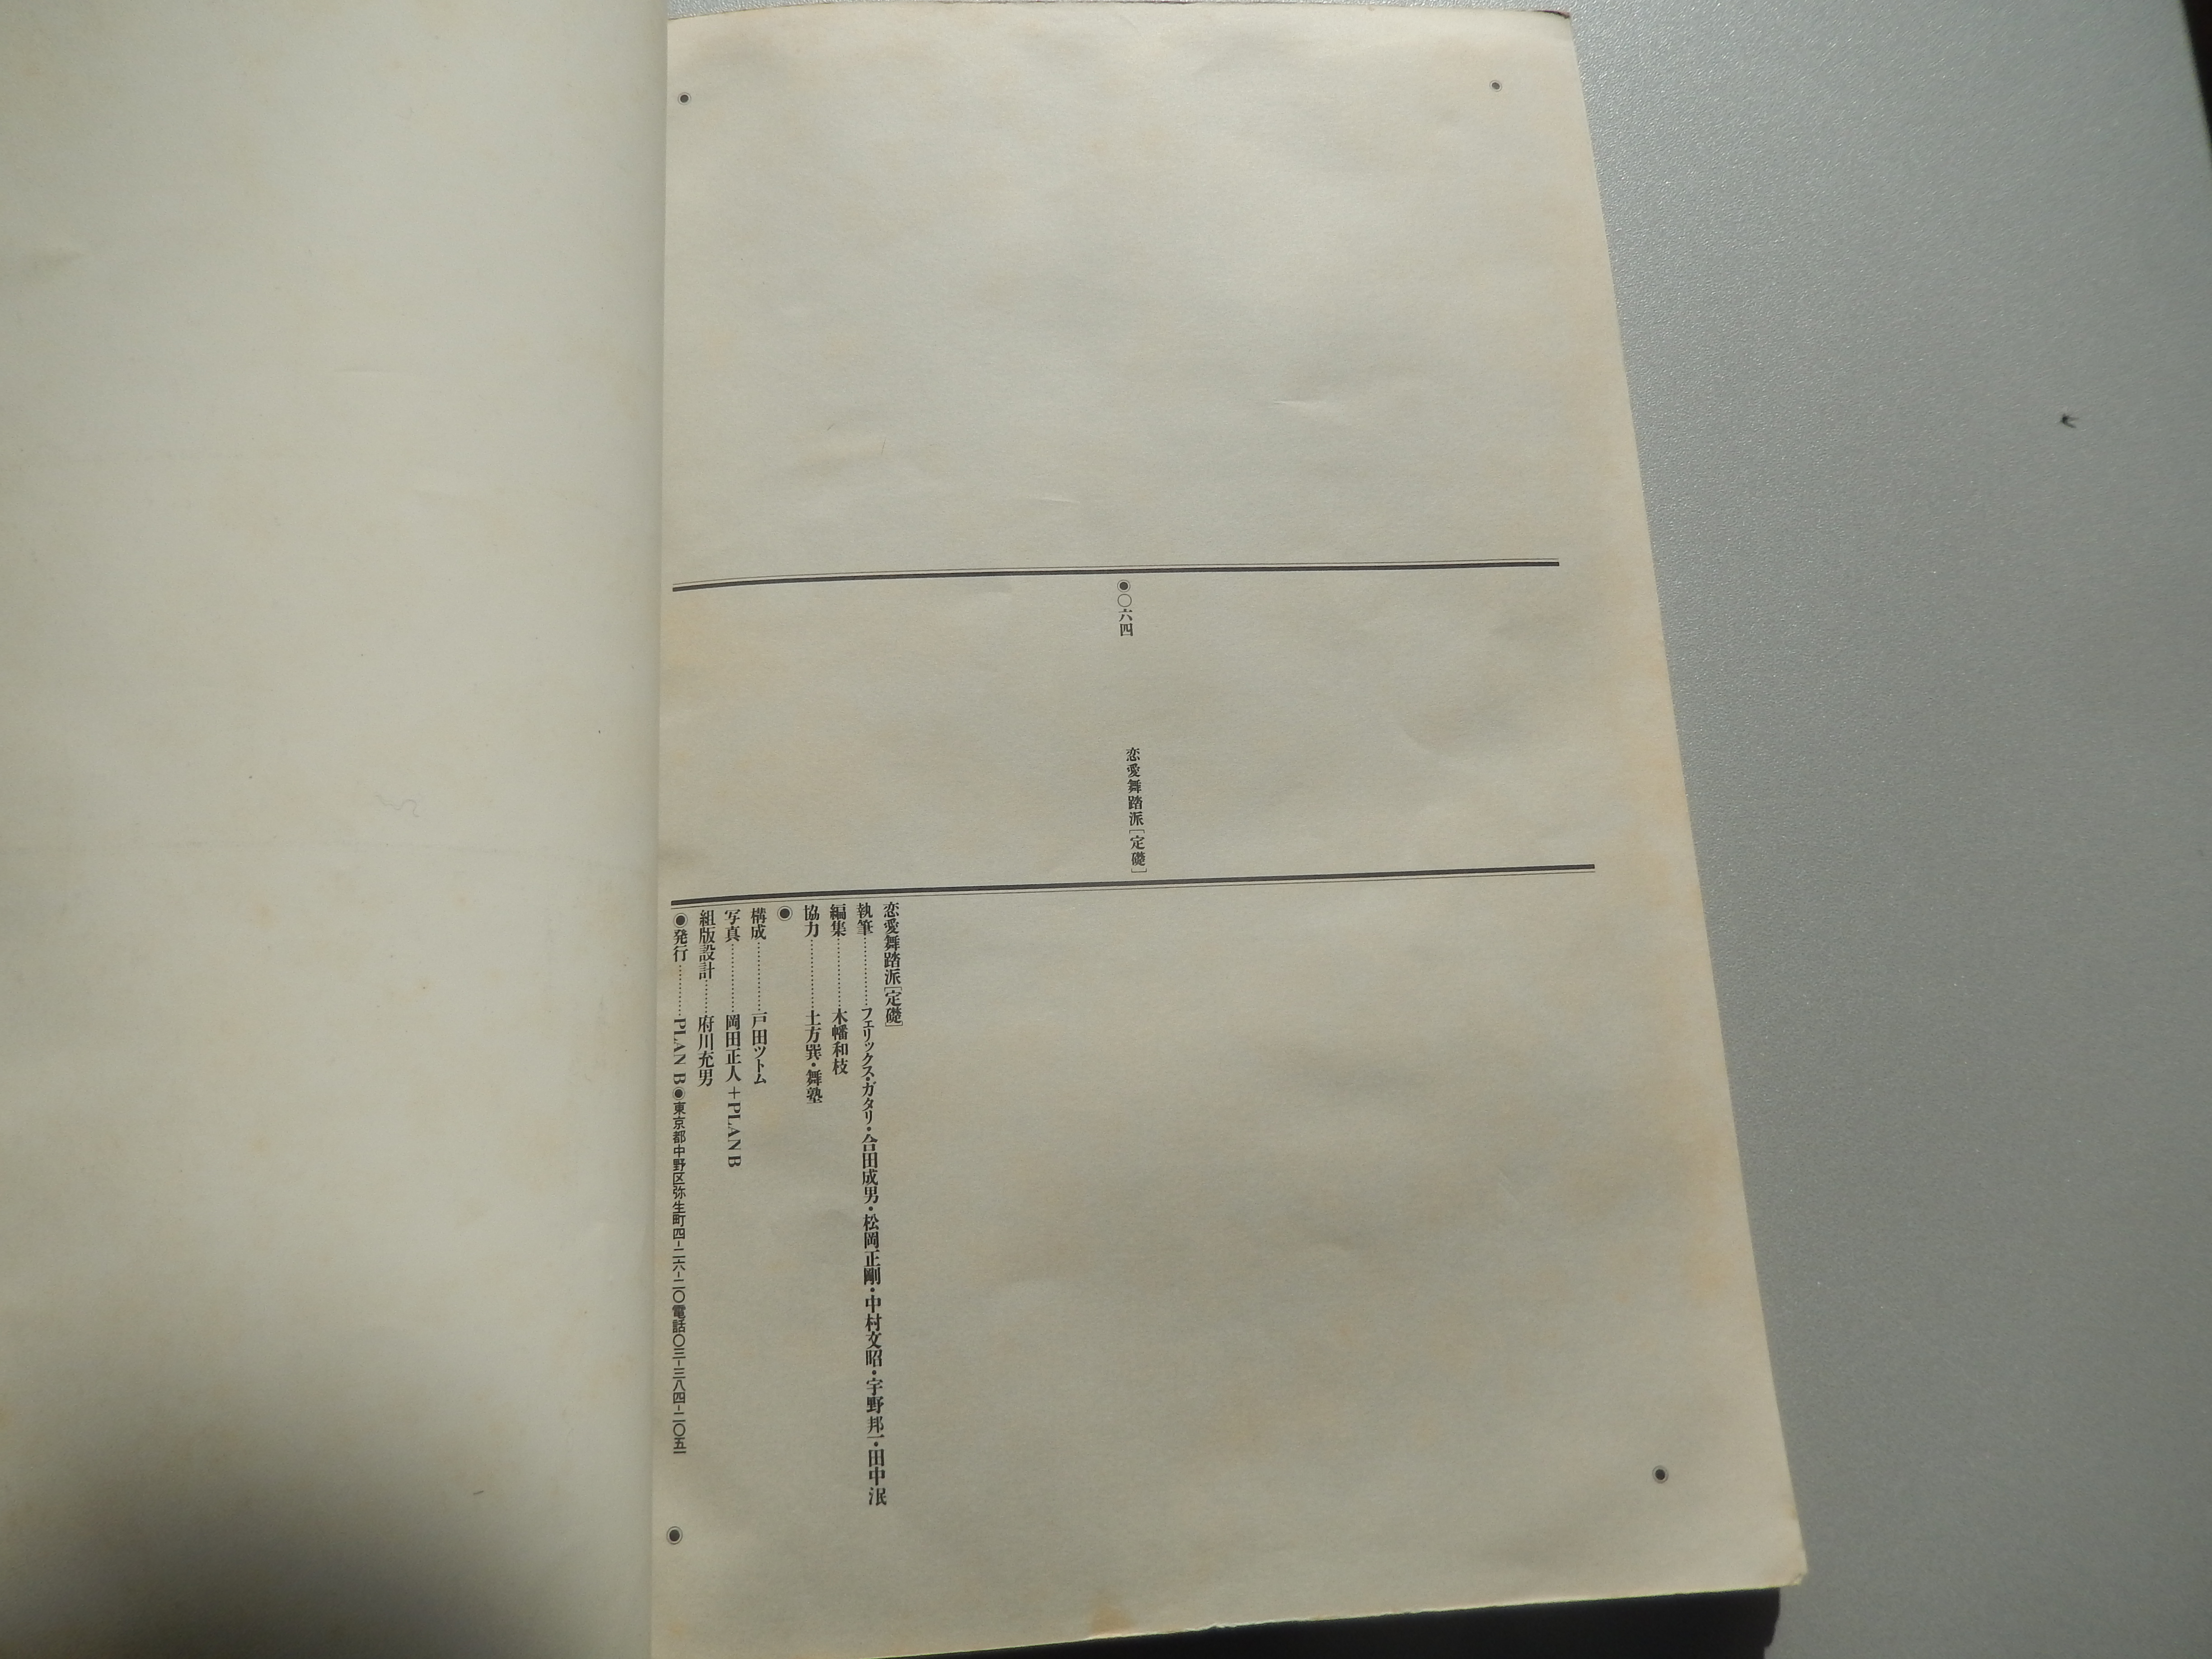 ◉〇六四
恋愛舞踏派[定礎]
恋愛舞踏派[定礎]
執筆…………フェリックス・ガタリ・合田成男・松岡正剛・中村文昭・宇野邦一・田中泯
編集…………木幡和枝
協力…………土方巽・舞塾
◉
構成…………戸田ツトム
写真…………岡田正人+PLAN B
組版設計……府川充男
◉発行…………PLAN B◉東京都中野区弥生町四-二六-二〇電話〇三-三八四-二〇五一